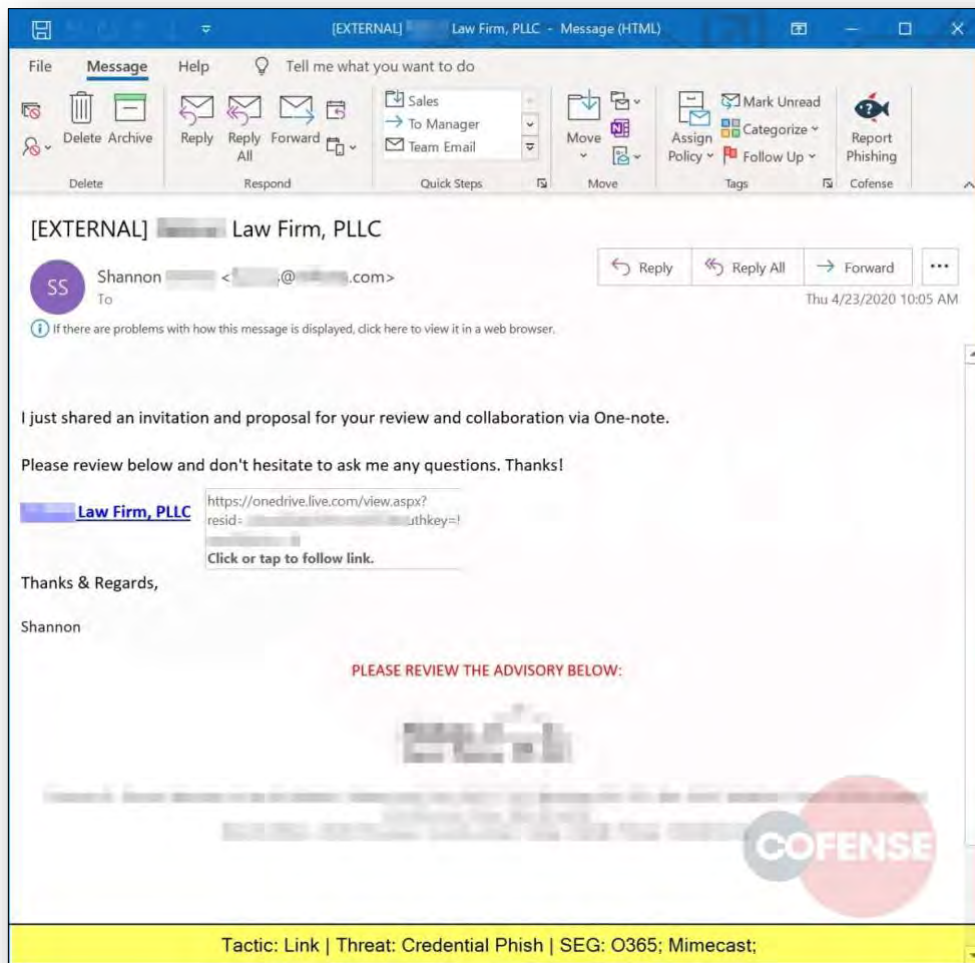 [EXTERNAL] Law Firm, PLLC - Message (HTML)
File Message Help Tell me what you want to do
Delete Archive Reply Reply All Forward
Sales
To Manager
Team Email
Move
Assign Policy
Mark Unread
Categorize
Follow Up
Report Phishing
Delete Respond Quick Steps Move Tags Cofense
[EXTERNAL] Law Firm, PLLC
SS
Shannon < @ .com>
To
Reply Reply All Forward ...
Thu 4/23/2020 10:05 AM
If there are problems with how this message is displayed, click here to view it in a web browser.
I just shared an invitation and proposal for your review and collaboration via One-note.
Please review below and don't hesitate to ask me any questions. Thanks!
Law Firm, PLLC
https://onedrive.live.com/view.aspx?
resid= uthkey=!
Click or tap to follow link.
Thanks & Regards,
Shannon
PLEASE REVIEW THE ADVISORY BELOW:
COFENSE
Tactic: Link | Threat: Credential Phish | SEG: O365; Mimecast;